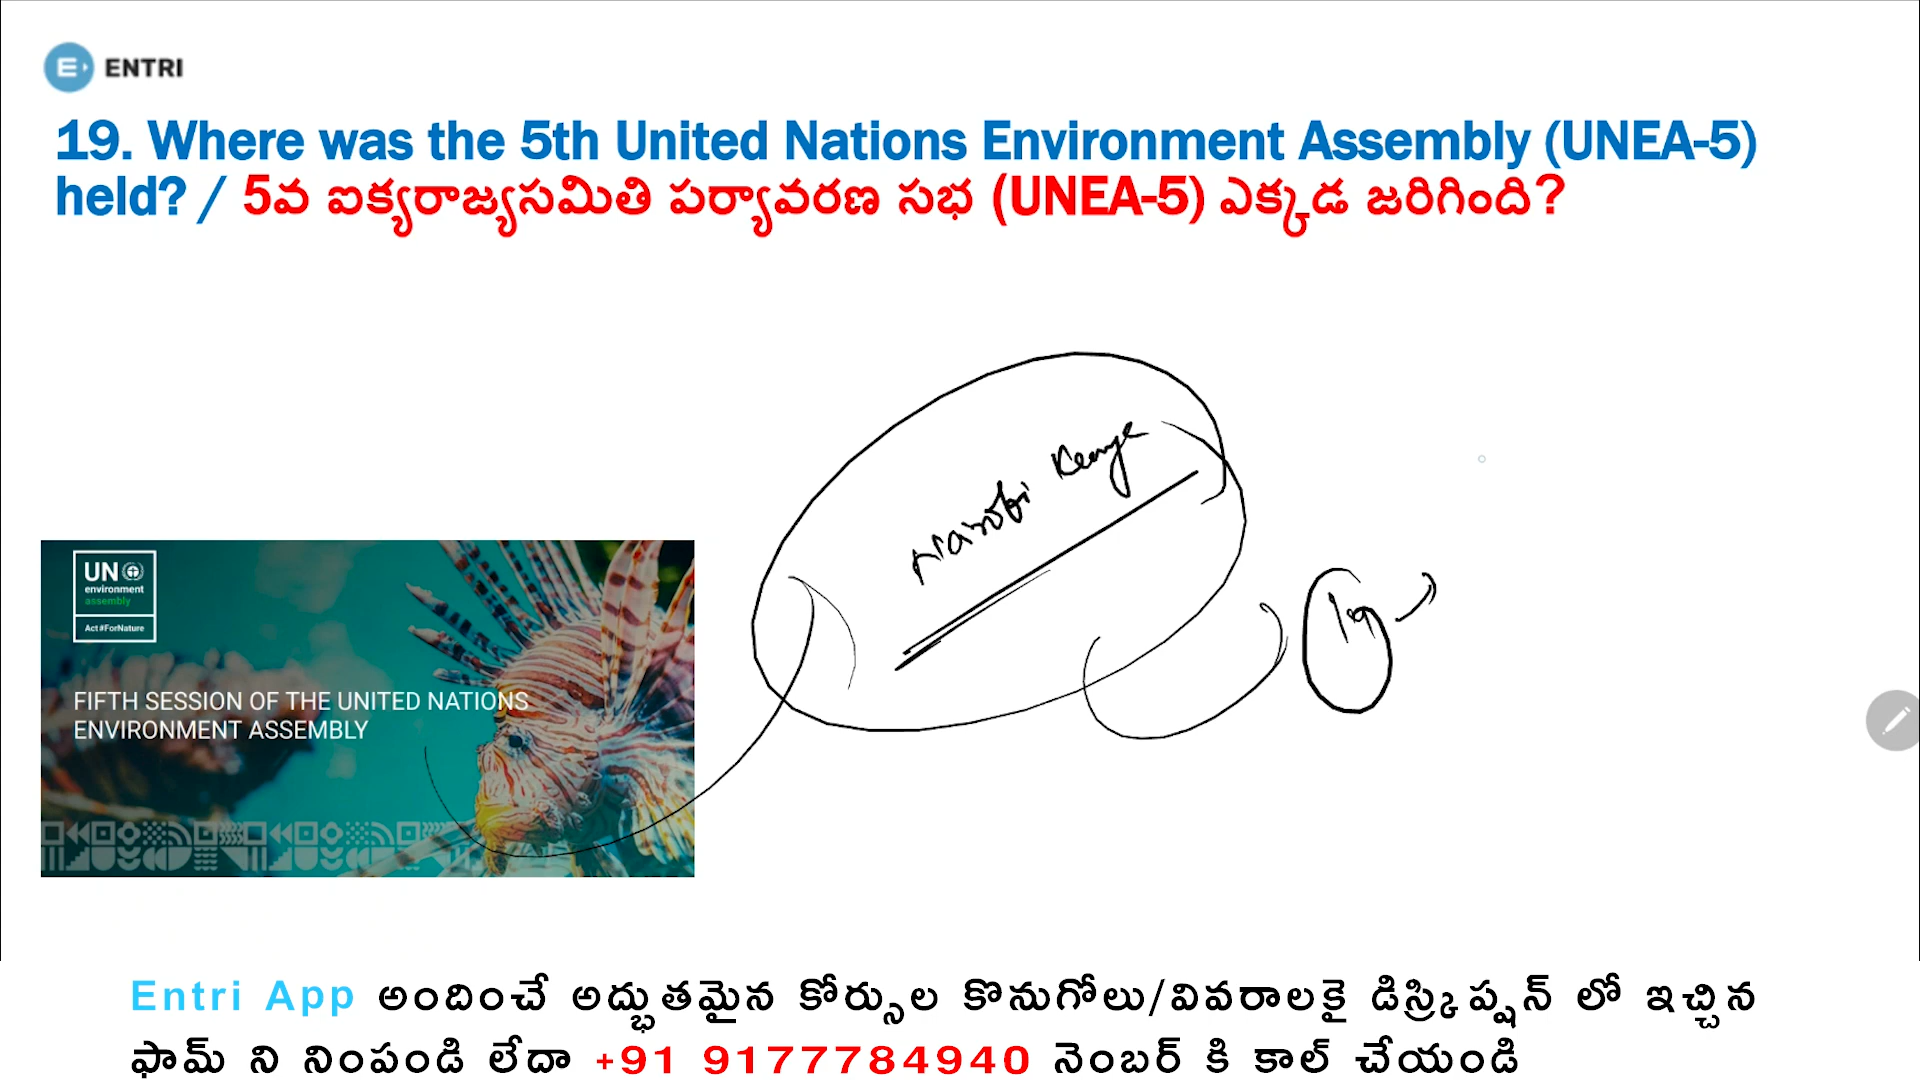 ENTRI
19. Where was the 5th United Nations Environment Assembly (UNEA-5)
held? / 5వ ఐక్యరాజ్యసమితి పర్యావరణ సభ (UNEA-5) ఎక్కడ జరిగింది?
Nairobi Kenya
19
UN
environment
assembly
Act#ForNature
FIFTH SESSION OF THE UNITED NATIONS
ENVIRONMENT ASSEMBLY
Entri App అందించే అద్భుతమైన కోర్సుల కొనుగోలు/వివరాలకై డిస్క్రిప్షన్ లో ఇచ్చిన
ఫామ్ ని నింపండి లేదా +91 9177784940 నెంబర్ కి కాల్ చేయండి